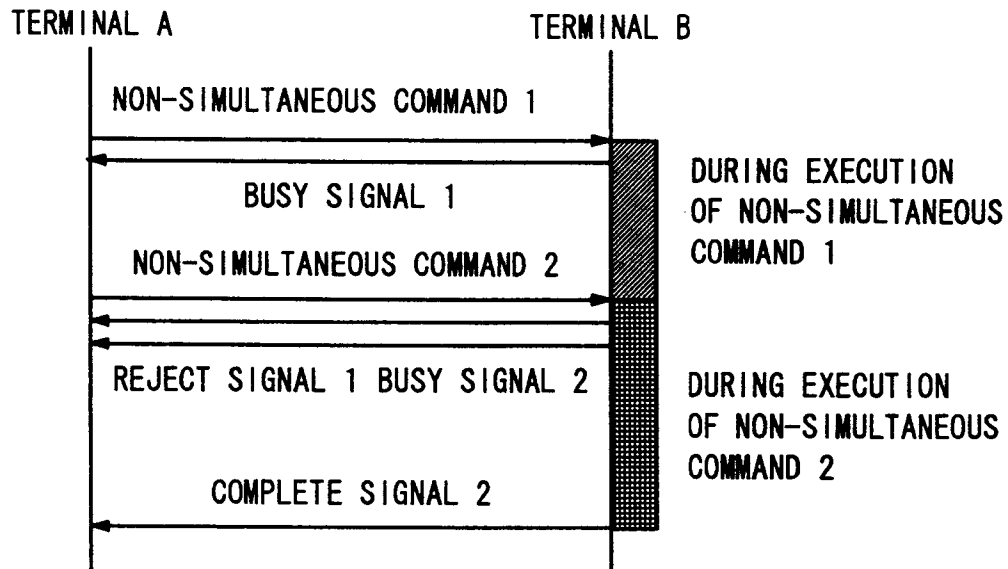 TERMINAL A
TERMINAL B
NON-SIMULTANEOUS COMMAND 1
BUSY SIGNAL 1
DURING EXECUTION
OF NON-SIMULTANEOUS
COMMAND 1
NON-SIMULTANEOUS COMMAND 2
REJECT SIGNAL 1 BUSY SIGNAL 2
DURING EXECUTION
OF NON-SIMULTANEOUS
COMMAND 2
COMPLETE SIGNAL 2